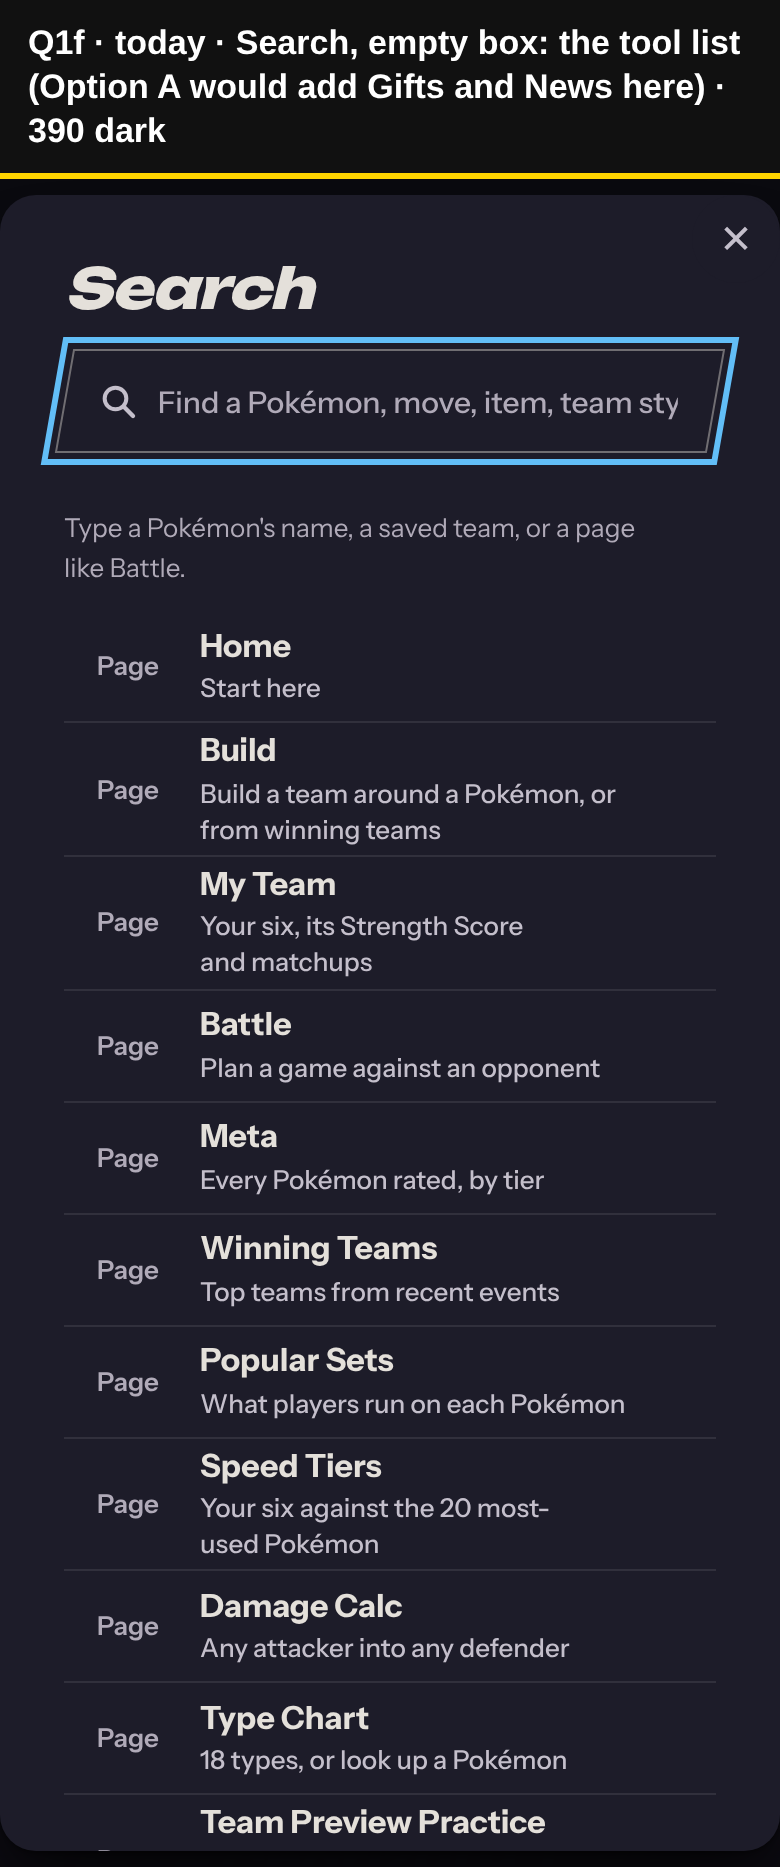 Q1f · today · Search, empty box: the tool list
(Option A would add Gifts and News here) ·
390 dark
Search
Find a Pokémon, move, item, team sty
Type a Pokémon's name, a saved team, or a page
like Battle.
Home
Page
Start here
Build
Page
Build a team around a Pokémon, or
from winning teams
My Team
Page
Your six, its Strength Score
and matchups
Battle
Page
Plan a game against an opponent
Meta
Page
Every Pokémon rated, by tier
Winning Teams
Page
Top teams from recent events
Popular Sets
Page
What players run on each Pokémon
Speed Tiers
Page
Your six against the 20 most-
used Pokémon
Damage Calc
Page
Any attacker into any defender
Type Chart
Page
18 types, or look up a Pokémon
Team Preview Practice